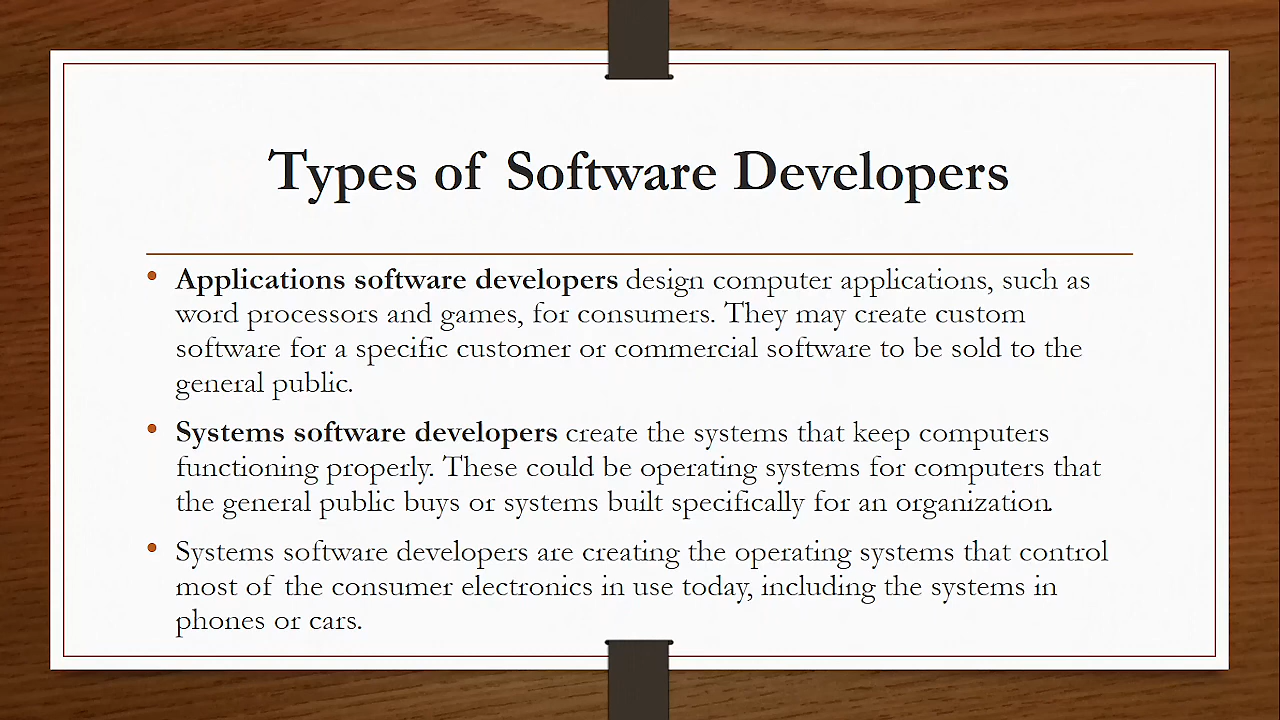 Types of Software Developers
• Applications software developers design computer applications, such as
word processors and games, for consumers. They may create custom
software for a specific customer or commercial software to be sold to the
general public.
• Systems software developers create the systems that keep computers
functioning properly. These could be operating systems for computers that
the general public buys or systems built specifically for an organization.
• Systems software developers are creating the operating systems that control
most of the consumer electronics in use today, including the systems in
phones or cars.